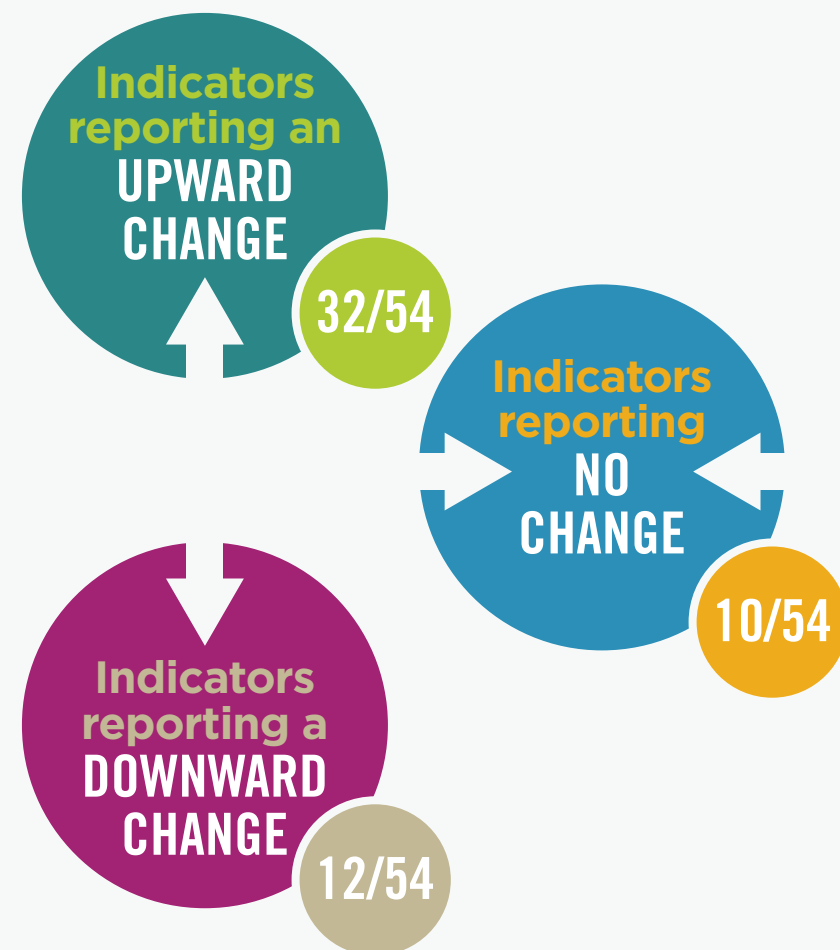 Indicators
reporting an
UPWARD
CHANGE
32/54
Indicators
reporting
NO
CHANGE
10/54
Indicators
reporting a
DOWNWARD
CHANGE
12/54